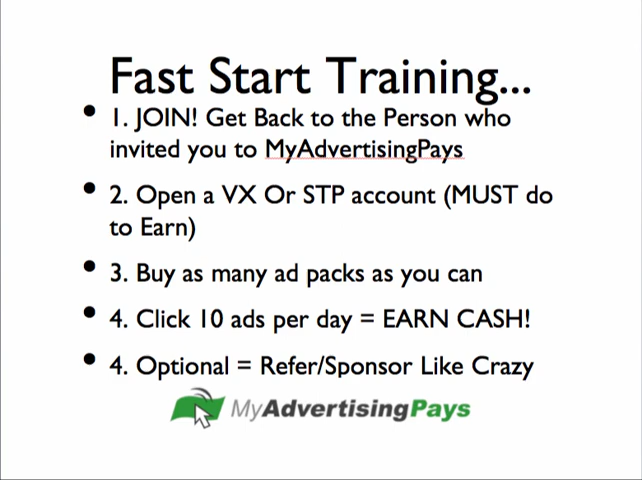 Fast Start Training...
• 1. JOIN! Get Back to the Person who
invited you to MyAdvertisingPays
• 2. Open a VX Or STP account (MUST do
to Earn)
• 3. Buy as many ad packs as you can
• 4. Click 10 ads per day = EARN CASH!
• 4. Optional = Refer/Sponsor Like Crazy
MyAdvertisingPays